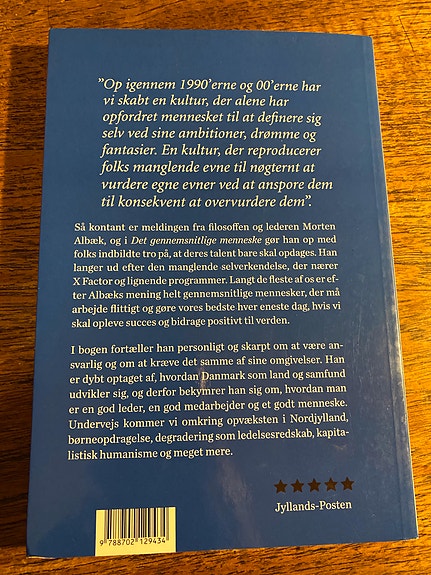 ”Op igennem 1990’erne og 00’erne har
vi skabt en kultur, der alene har
opfordret mennesket til at definere sig
selv ved sine ambitioner, drømme og
fantasier. En kultur, der reproducerer
folks manglende evne til nøgternt at
vurdere egne evner ved at anspore dem
til konsekvent at overvurdere dem”.
Så kontant er meldingen fra filosoffen og lederen Morten
Albæk, og i Det gennemsnitlige menneske gør han op med
folks indbildte tro på, at deres talent bare skal opdages. Han
langer ud efter den manglende selverkendelse, der nærer
X Factor og lignende programmer. Langt de fleste af os er ef-
ter Albæks mening helt gennemsnitlige mennesker, der må
arbejde flittigt og gøre vores bedste hver eneste dag, hvis vi
skal opleve succes og bidrage positivt til verden.
I bogen fortæller han personligt og skarpt om at være an-
svarlig og om at kræve det samme af sine omgivelser. Han
er dybt optaget af, hvordan Danmark som land og samfund
udvikler sig, og derfor bekymrer han sig om, hvordan man
er en god leder, en god medarbejder og et godt menneske.
Undervejs kommer vi omkring opvæksten i Nordjylland,
børneopdragelse, degradering som ledelsesredskab, kapita-
listisk humanisme og meget mere.
★★★★★
Jyllands-Posten
9 788702 129434